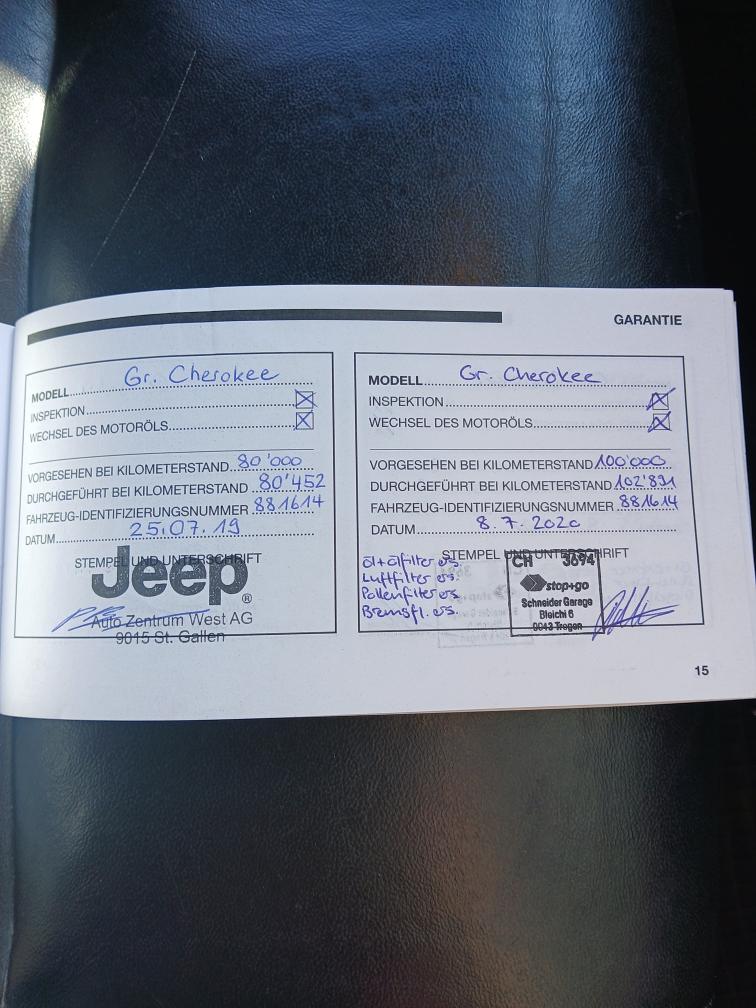 GARANTIE
MODELL Gr. Cherokee
INSPEKTION
WECHSEL DES MOTORÖLS
VORGESEHEN BEI KILOMETERSTAND 80'000
DURCHGEFÜHRT BEI KILOMETERSTAND 80'452
FAHRZEUG-IDENTIFIZIERUNGSNUMMER 881614
DATUM 25.07.19
STEMPEL UND UNTERSCHRIFT
Jeep®
Auto Zentrum West AG
9015 St. Gallen
MODELL Gr. Cherokee
INSPEKTION
WECHSEL DES MOTORÖLS
VORGESEHEN BEI KILOMETERSTAND 100'000
DURCHGEFÜHRT BEI KILOMETERSTAND 102'891
FAHRZEUG-IDENTIFIZIERUNGSNUMMER 881614
DATUM 8.7.2020
STEMPEL UND UNTERSCHRIFT
Öl+Ölfilter ers.
Luftfilter ers.
Pollenfilter ers.
Bremsfl. ers.
CH 3694
stop+go
Schneider Garage
Bleichi 6
9043 Trogen
15